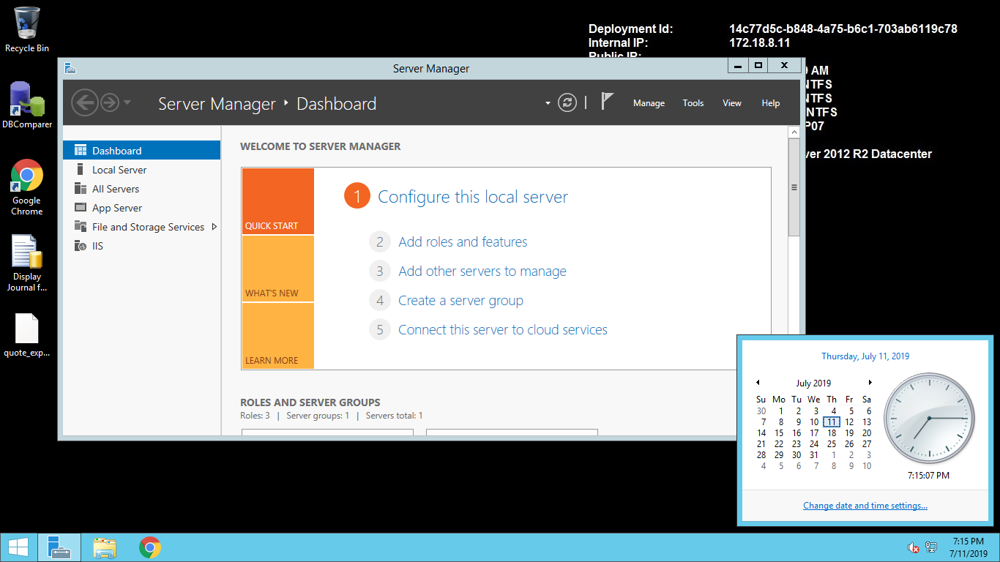 Recycle Bin
DBComparer
Google
Chrome
Display
Journal f...
quote_exp...
Deployment Id: 14c77d5c-b848-4a75-b6c1-703ab6119c78
Internal IP: 172.18.8.11
Public IP:
AM
NTFS
NTFS
NTFS
P07
ver 2012 R2 Datacenter
Server Manager
Server Manager Dashboard
Manage Tools View Help
Dashboard
Local Server
All Servers
App Server
File and Storage Services
IIS
WELCOME TO SERVER MANAGER
QUICK START
WHAT'S NEW
LEARN MORE
1 Configure this local server
2 Add roles and features
3 Add other servers to manage
4 Create a server group
5 Connect this server to cloud services
ROLES AND SERVER GROUPS
Roles: 3 | Server groups: 1 | Servers total: 1
Thursday, July 11, 2019
July 2019
Su Mo Tu We Th Fr Sa
30 1 2 3 4 5 6
7 8 9 10 11 12 13
14 15 16 17 18 19 20
21 22 23 24 25 26 27
28 29 30 31 1 2 3
4 5 6 7 8 9 10
7:15:07 PM
Change date and time settings...
7:15 PM
7/11/2019